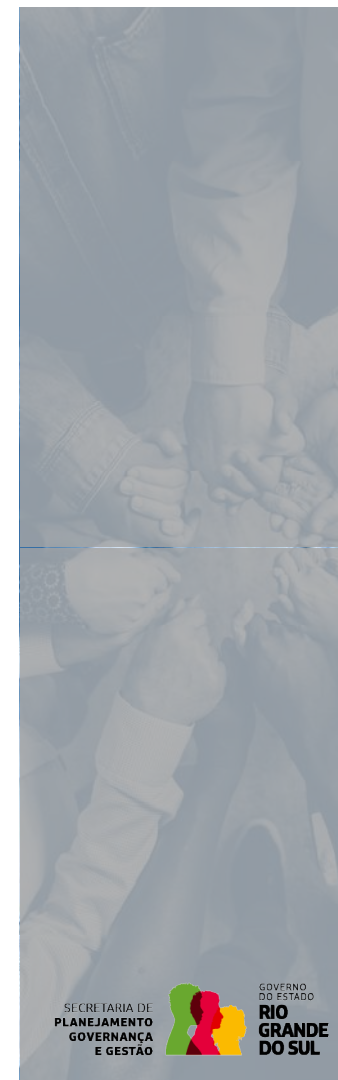 SECRETARIA DE
PLANEJAMENTO
GOVERNANÇA
E GESTÃO
GOVERNO
DO ESTADO
RIO
GRANDE
DO SUL